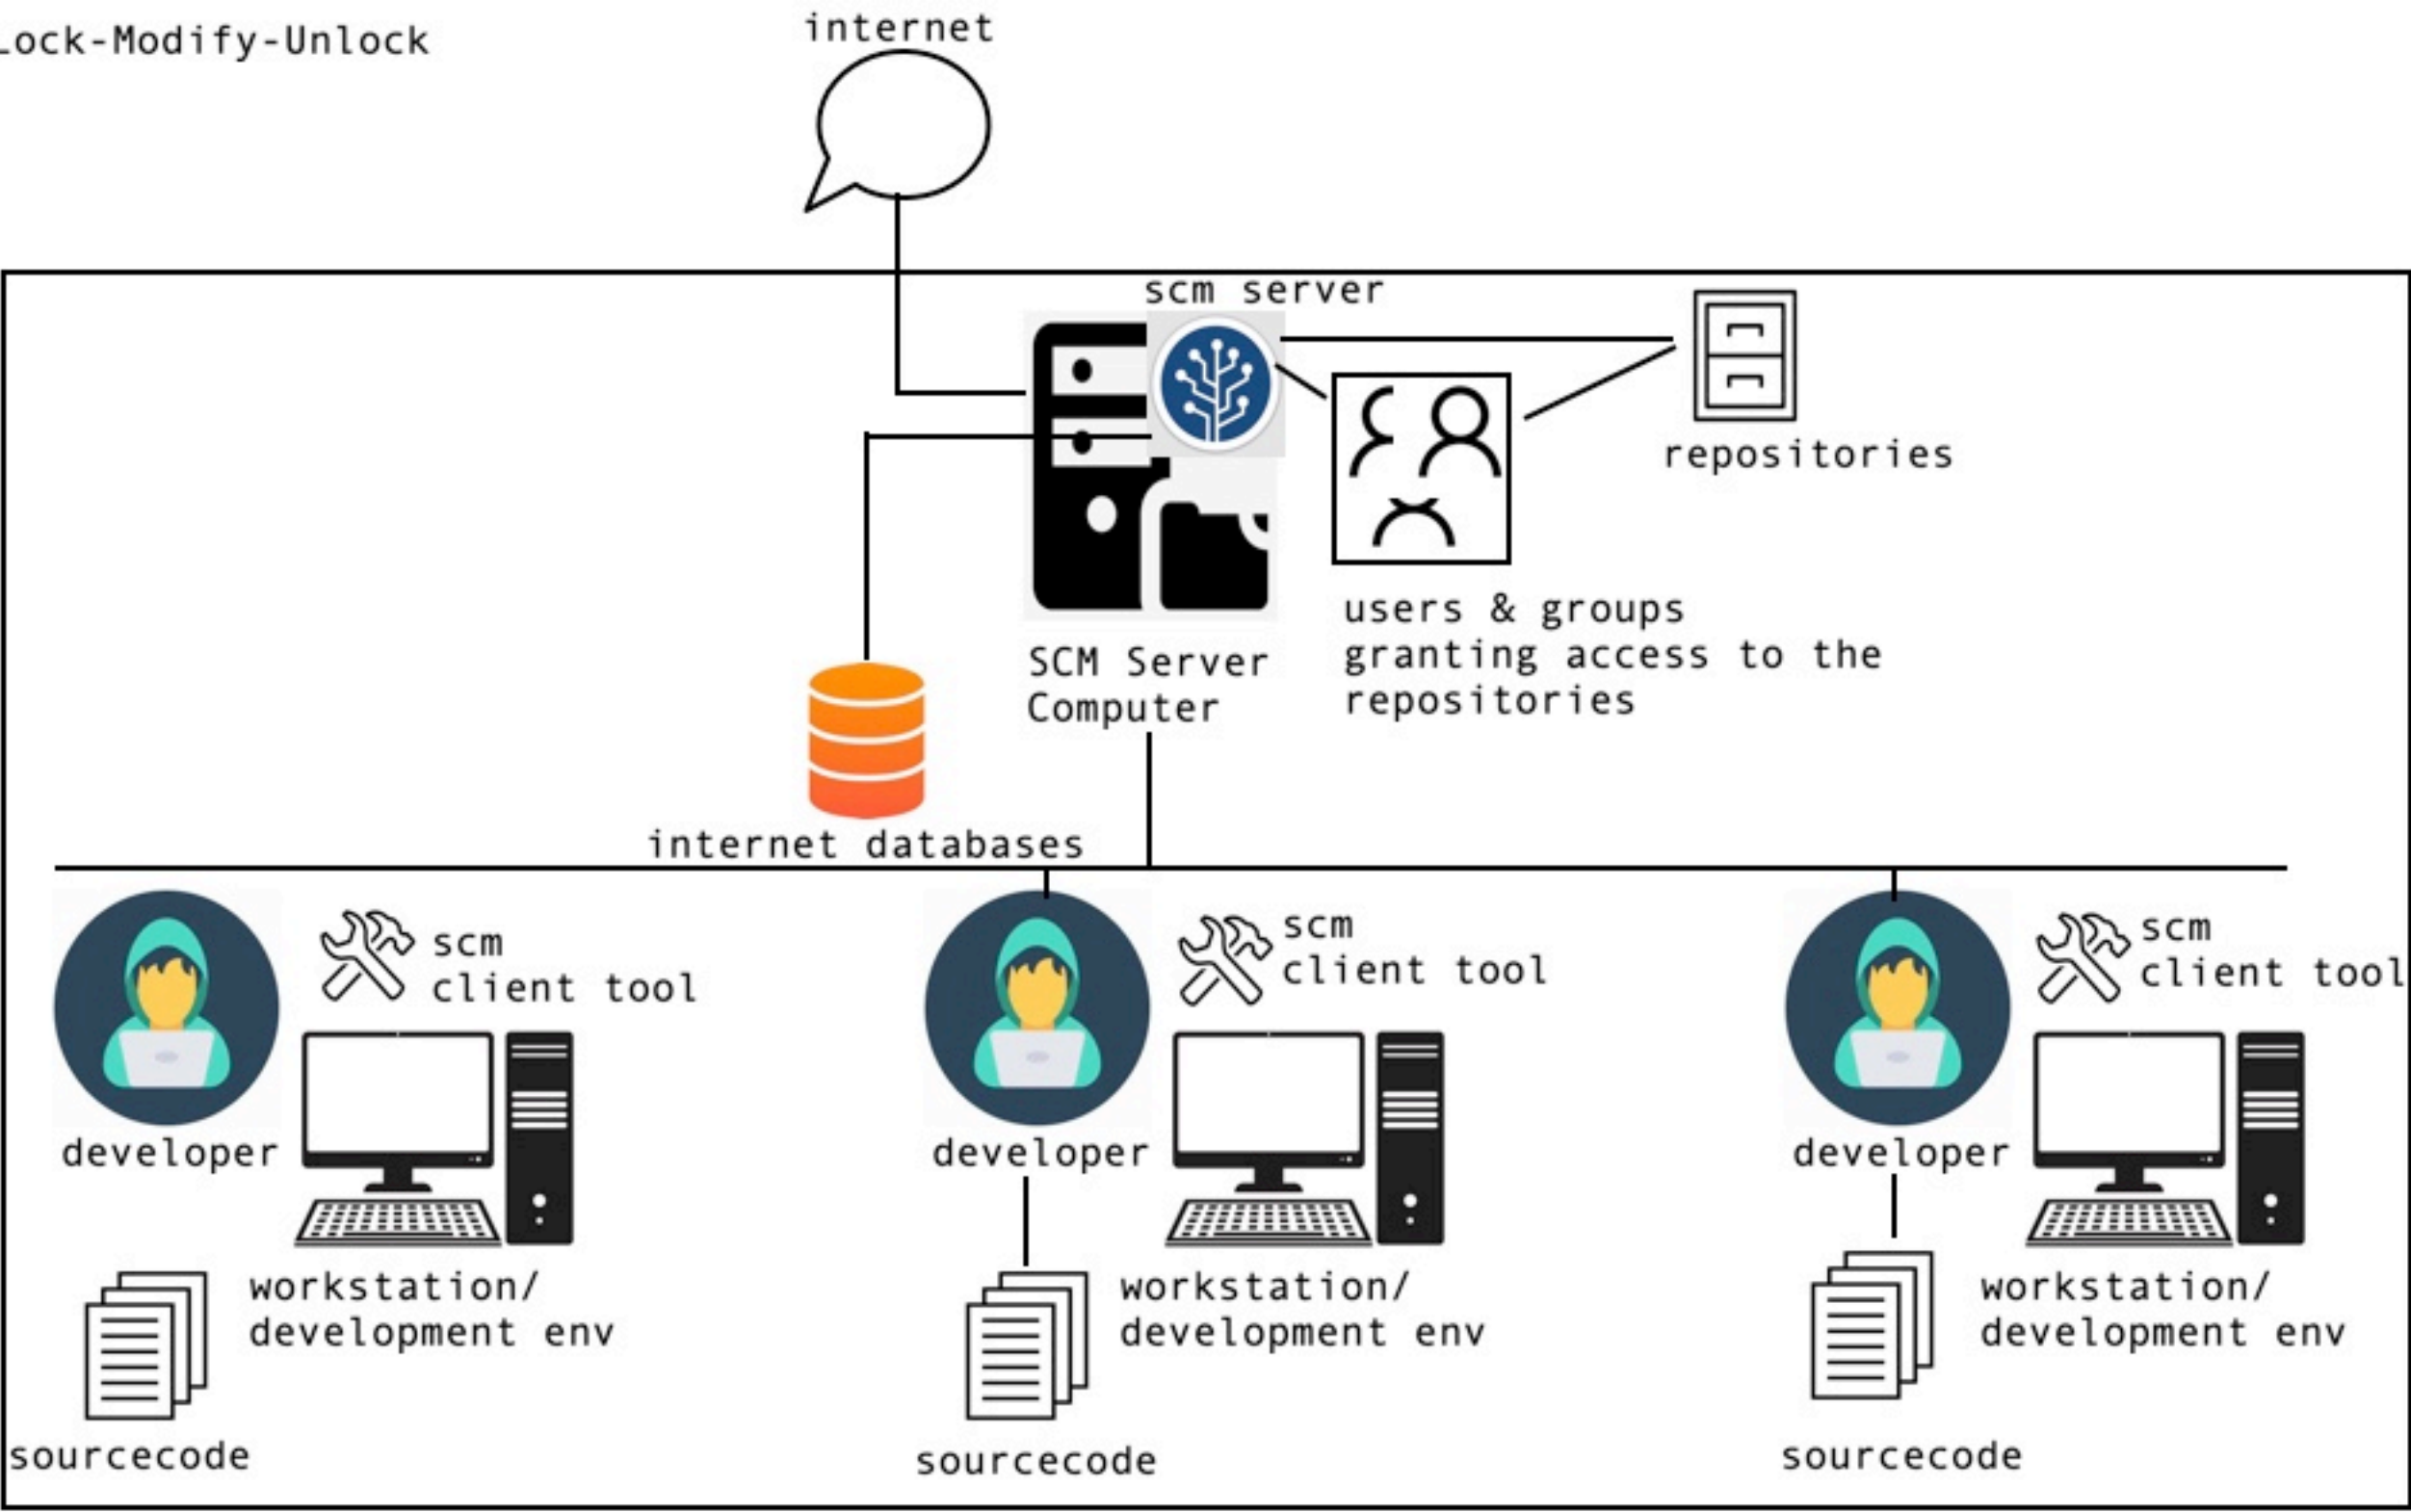 Lock-Modify-Unlock
internet
scm server
repositories
SCM Server
Computer
users & groups
granting access to the
repositories
internet databases
scm
client tool
scm
client tool
scm
client tool
developer
developer
developer
workstation/
development env
workstation/
development env
workstation/
development env
sourcecode
sourcecode
sourcecode